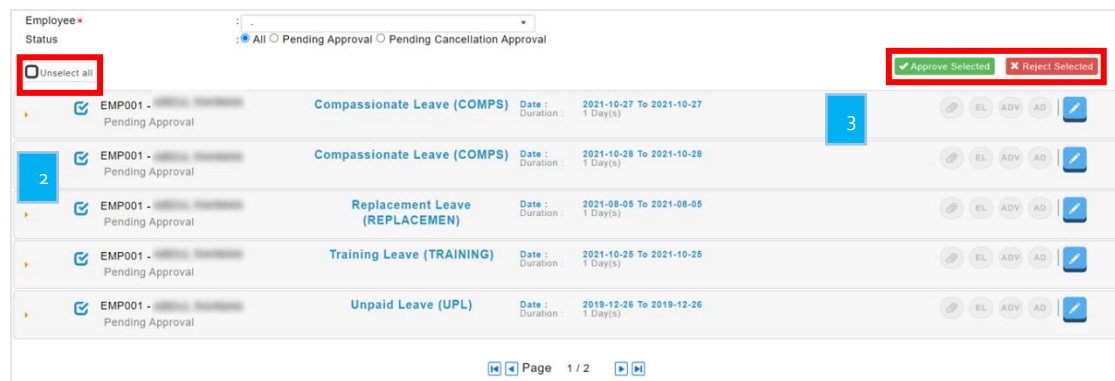 Employee* : -
Status : All Pending Approval Pending Cancellation Approval
Unselect all
Approve Selected Reject Selected
EMP001 - Compassionate Leave (COMPS) Date : 2021-10-27 To 2021-10-27
Pending Approval Duration : 1 Day(s) EL ADV AD
3
EMP001 - Compassionate Leave (COMPS) Date : 2021-10-28 To 2021-10-28
Pending Approval Duration : 1 Day(s) EL ADV AD
2
EMP001 - Replacement Leave Date : 2021-08-05 To 2021-08-05
(REPLACEMEN) Duration : 1 Day(s) EL ADV AD
Pending Approval
EMP001 - Training Leave (TRAINING) Date : 2021-10-25 To 2021-10-25
Pending Approval Duration : 1 Day(s) EL ADV AD
EMP001 - Unpaid Leave (UPL) Date : 2019-12-26 To 2019-12-26
Pending Approval Duration : 1 Day(s) EL ADV AD
Page 1 / 2